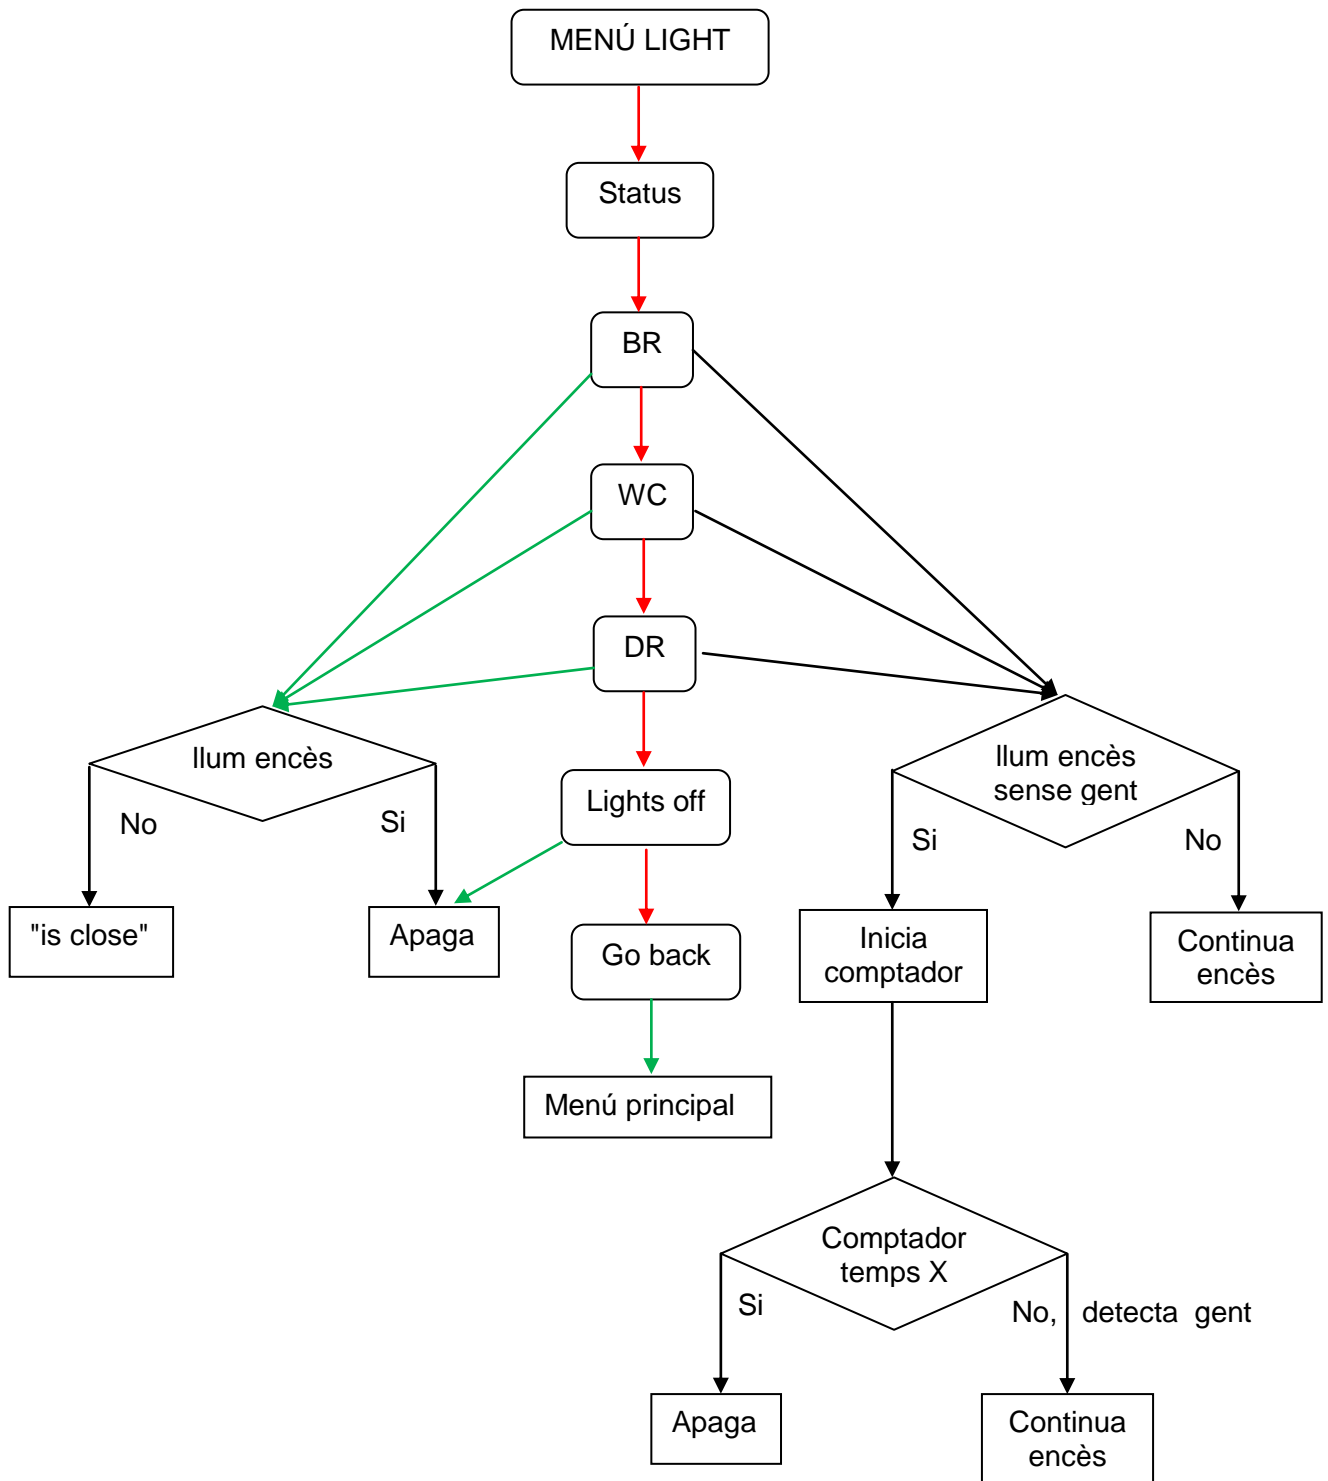 MENÚ LIGHT
Status
BR
WC
DR
llum encès
llum encès
sense gent
Lights off
No
Si
Si
No
"is close"
Apaga
Go back
Inicia
comptador
Continua
encès
Menú principal
Comptador
temps X
Si
No, detecta gent
Apaga
Continua
encès